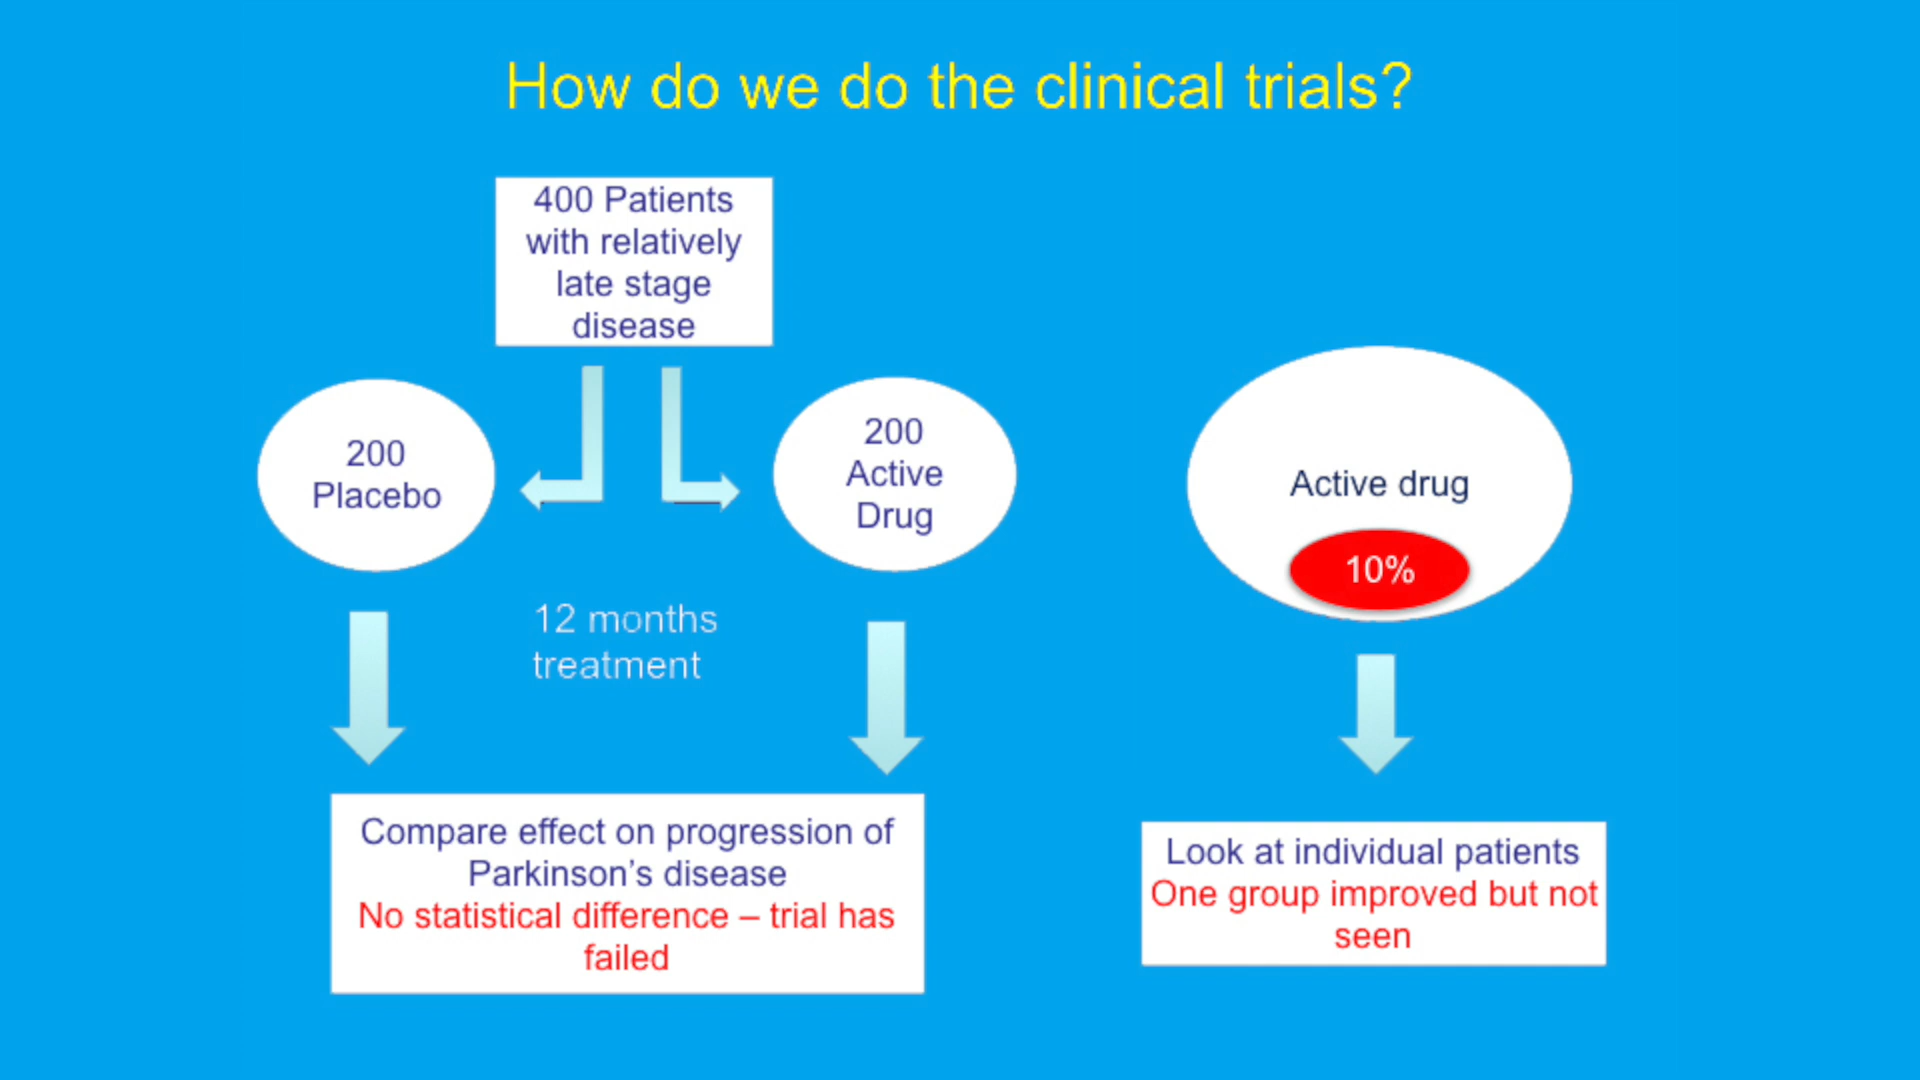 How do we do the clinical trials?
400 Patients
with relatively
late stage
disease
200
Placebo
200
Active
Drug
12 months
treatment
Compare effect on progression of
Parkinson’s disease
No statistical difference – trial has
failed
Active drug
10%
Look at individual patients
One group improved but not
seen